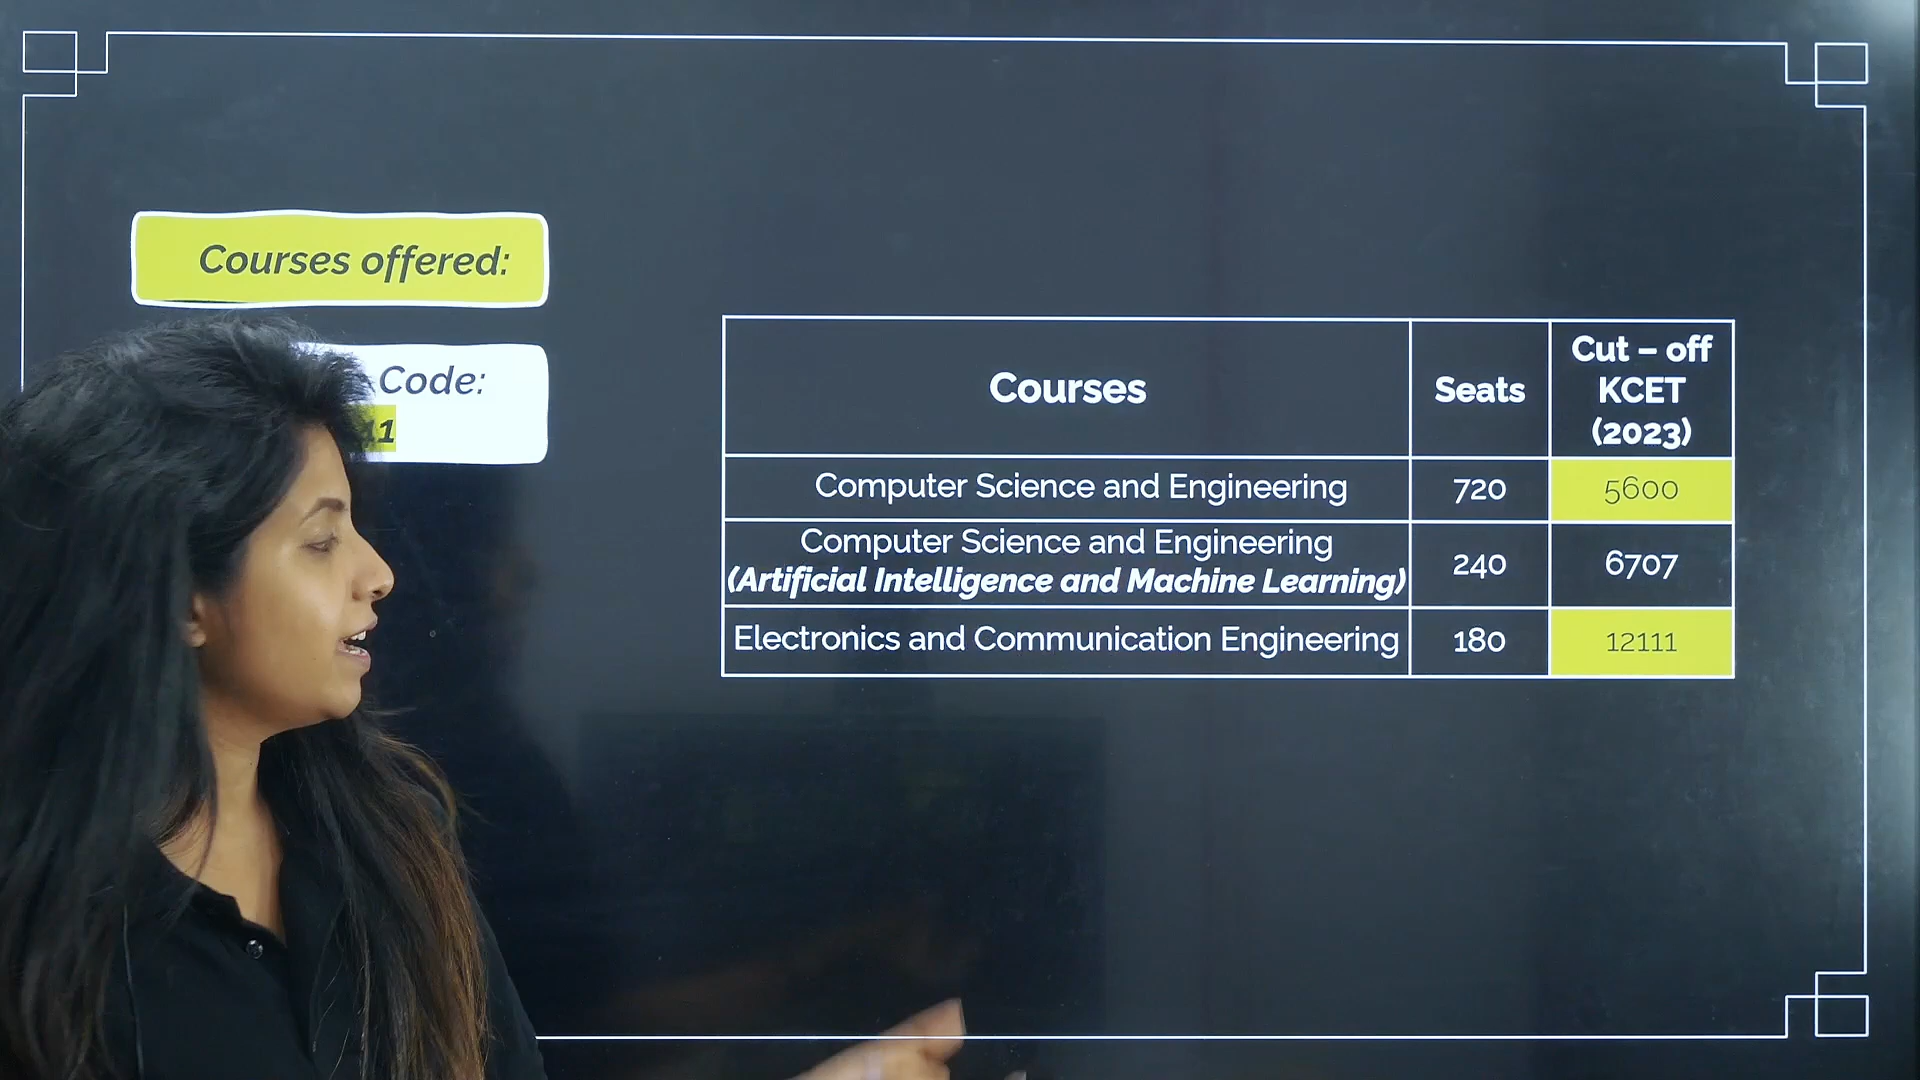 Courses offered:
Code:
1
Courses
Seats
Cut – off
KCET
(2023)
Computer Science and Engineering
720
5600
Computer Science and Engineering
(Artificial Intelligence and Machine Learning)
240
6707
Electronics and Communication Engineering
180
12111